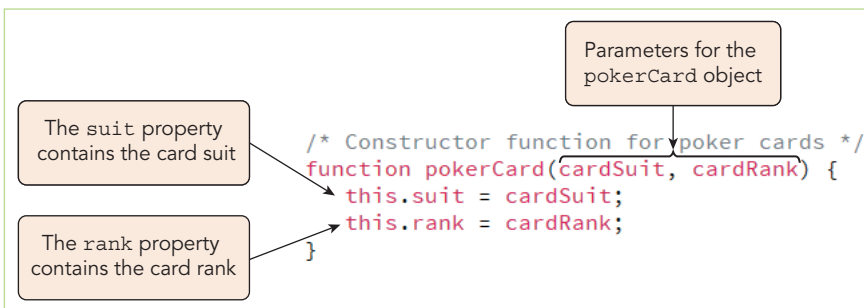 Parameters for the
pokerCard object
The suit property
contains the card suit
/* Constructor function for poker cards */
function pokerCard(cardSuit, cardRank) {
this.suit = cardSuit;
this.rank = cardRank;
}
The rank property
contains the card rank